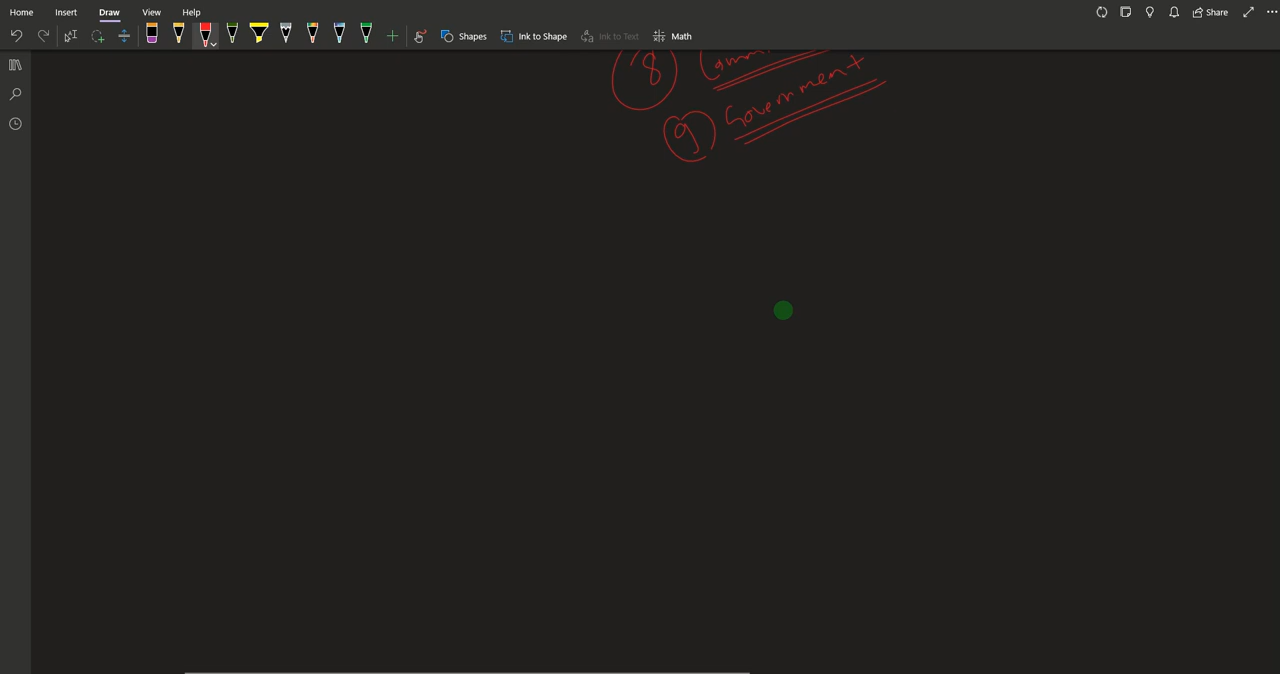 Home Insert Draw View Help Share
Shapes Ink to Shape Ink to Text Math
8
9 Government